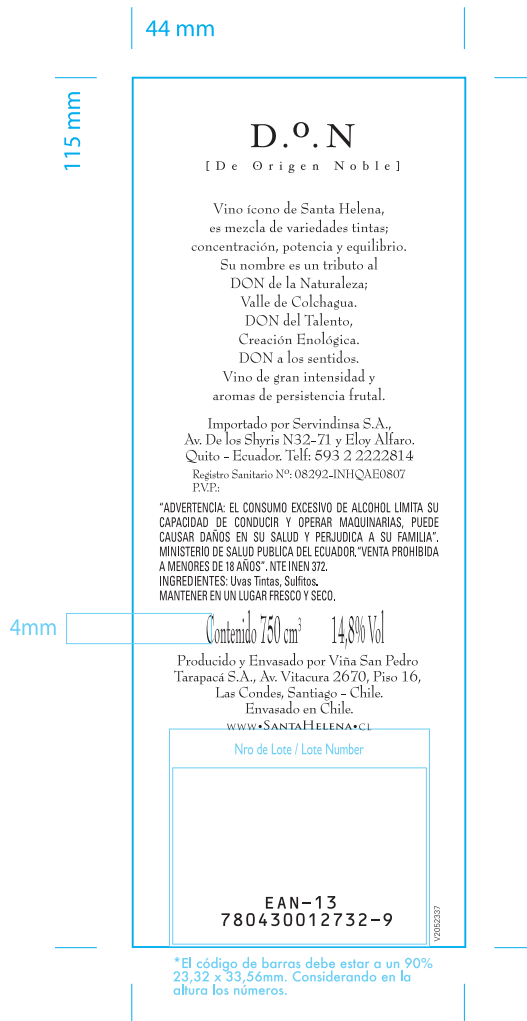 44 mm
115 mm
D.º.N
[De Origen Noble]
Vino ícono de Santa Helena,
es mezcla de variedades tintas;
concentración, potencia y equilibrio.
Su nombre es un tributo al
DON de la Naturaleza;
Valle de Colchagua.
DON del Talento,
Creación Enológica.
DON a los sentidos.
Vino de gran intensidad y
aromas de persistencia frutal.
Importado por Servindinsa S.A.,
Av. De los Shyris N32-71 y Eloy Alfaro.
Quito - Ecuador. Telf: 593 2 2222814
Registro Sanitario Nº: 08292-INHQAE0807
P.V.P.:
"ADVERTENCIA: EL CONSUMO EXCESIVO DE ALCOHOL LIMITA SU
CAPACIDAD DE CONDUCIR Y OPERAR MAQUINARIAS, PUEDE
CAUSAR DAÑOS EN SU SALUD Y PERJUDICA A SU FAMILIA".
MINISTERIO DE SALUD PUBLICA DEL ECUADOR."VENTA PROHIBIDA
A MENORES DE 18 AÑOS". NTE INEN 372.
INGREDIENTES: Uvas Tintas, Sulfitos.
MANTENER EN UN LUGAR FRESCO Y SECO.
4mm
Contenido 750 cm³ 14,8% Vol
Producido y Envasado por Viña San Pedro
Tarapacá S.A., Av. Vitacura 2670, Piso 16,
Las Condes, Santiago - Chile.
Envasado en Chile.
WWW•SANTAHELENA•CL
Nro de Lote / Lote Number
EAN-13
780430012732-9
V2052337
*El código de barras debe estar a un 90%
23,32 x 33,56mm. Considerando en la
altura los números.